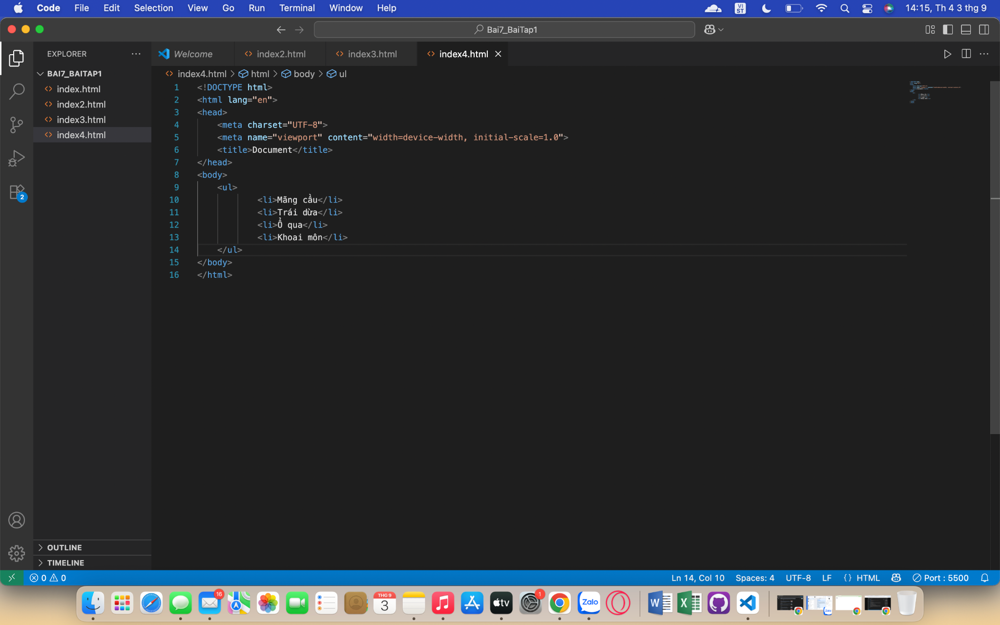 Code File Edit Selection View Go Run Terminal Window Help VI ST 14:15, Th 4 3 thg 9
Bai7_BaiTap1
EXPLORER
Welcome index2.html index3.html index4.html
BAI7_BAITAP1
index.html
index2.html
index3.html
index4.html
index4.html > html > body > ul
1 <!DOCTYPE html>
2 <html lang="en">
3 <head>
4 <meta charset="UTF-8">
5 <meta name="viewport" content="width=device-width, initial-scale=1.0">
6 <title>Document</title>
7 </head>
8 <body>
9 <ul>
10 <li>Mãng cầu</li>
11 <li>Trái dừa</li>
12 <li>Ổ qua</li>
13 <li>Khoai môn</li>
14 </ul>
15 </body>
16 </html>
2
OUTLINE
TIMELINE
0 0 Ln 14, Col 10 Spaces: 4 UTF-8 LF {} HTML Port : 5500
16 THG 9 3 tv 1 Zalo W X